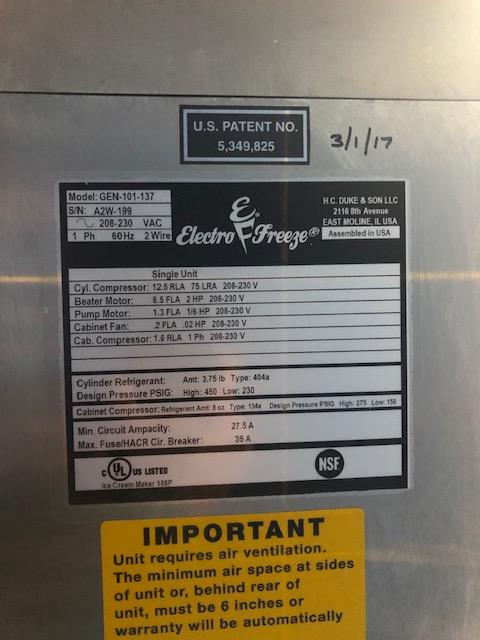 U.S. PATENT NO.
5,349,825
3/1/17
Model: GEN-101-137
S/N: A2W-199
208-230 VAC
1 Ph 60 Hz 2 Wire
Electro Freeze®
H.C. DUKE & SON LLC
2116 8th Avenue
EAST MOLINE, IL USA
Assembled in USA
Single Unit
Cyl. Compressor: 12.5 RLA 75 LRA 208-230 V
Beater Motor: 8.5 FLA 2 HP 208-230 V
Pump Motor: 1.3 FLA 1/6 HP 208-230 V
Cabinet Fan: .2 FLA .02 HP 208-230 V
Cab. Compressor: 1.6 RLA 1 Ph 208-230 V
Cylinder Refrigerant: Amt: 3.75 lb Type: 404a
Design Pressure PSIG: High: 450 Low: 230
Cabinet Compressor: Refrigerant Amt: 8 oz Type: 134a Design Pressure PSIG High: 275 Low: 150
Min. Circuit Ampacity: 27.5 A
Max. Fuse/HACR Cir. Breaker: 35 A
c UL US LISTED
Ice Cream Maker 186P
NSF
IMPORTANT
Unit requires air ventilation.
The minimum air space at sides
of unit or, behind rear of
unit, must be 6 inches or
warranty will be automatically